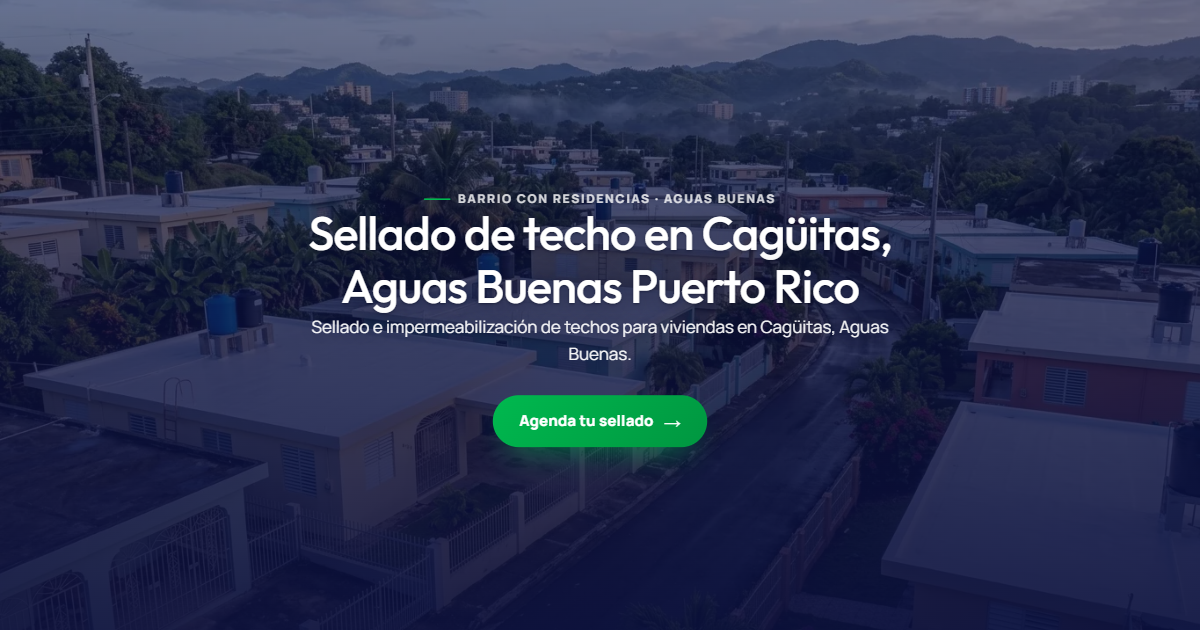 BARRIO CON RESIDENCIAS · AGUAS BUENAS
Sellado de techo en Cagüitas,
Aguas Buenas Puerto Rico
Sellado e impermeabilización de techos para viviendas en Cagüitas, Aguas
Buenas.
Agenda tu sellado →